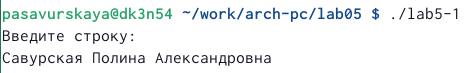 pasavurskaya@dk3n54 ~/work/arch-pc/lab05 $ ./lab5-1
Введите строку:
Савурская Полина Александровна